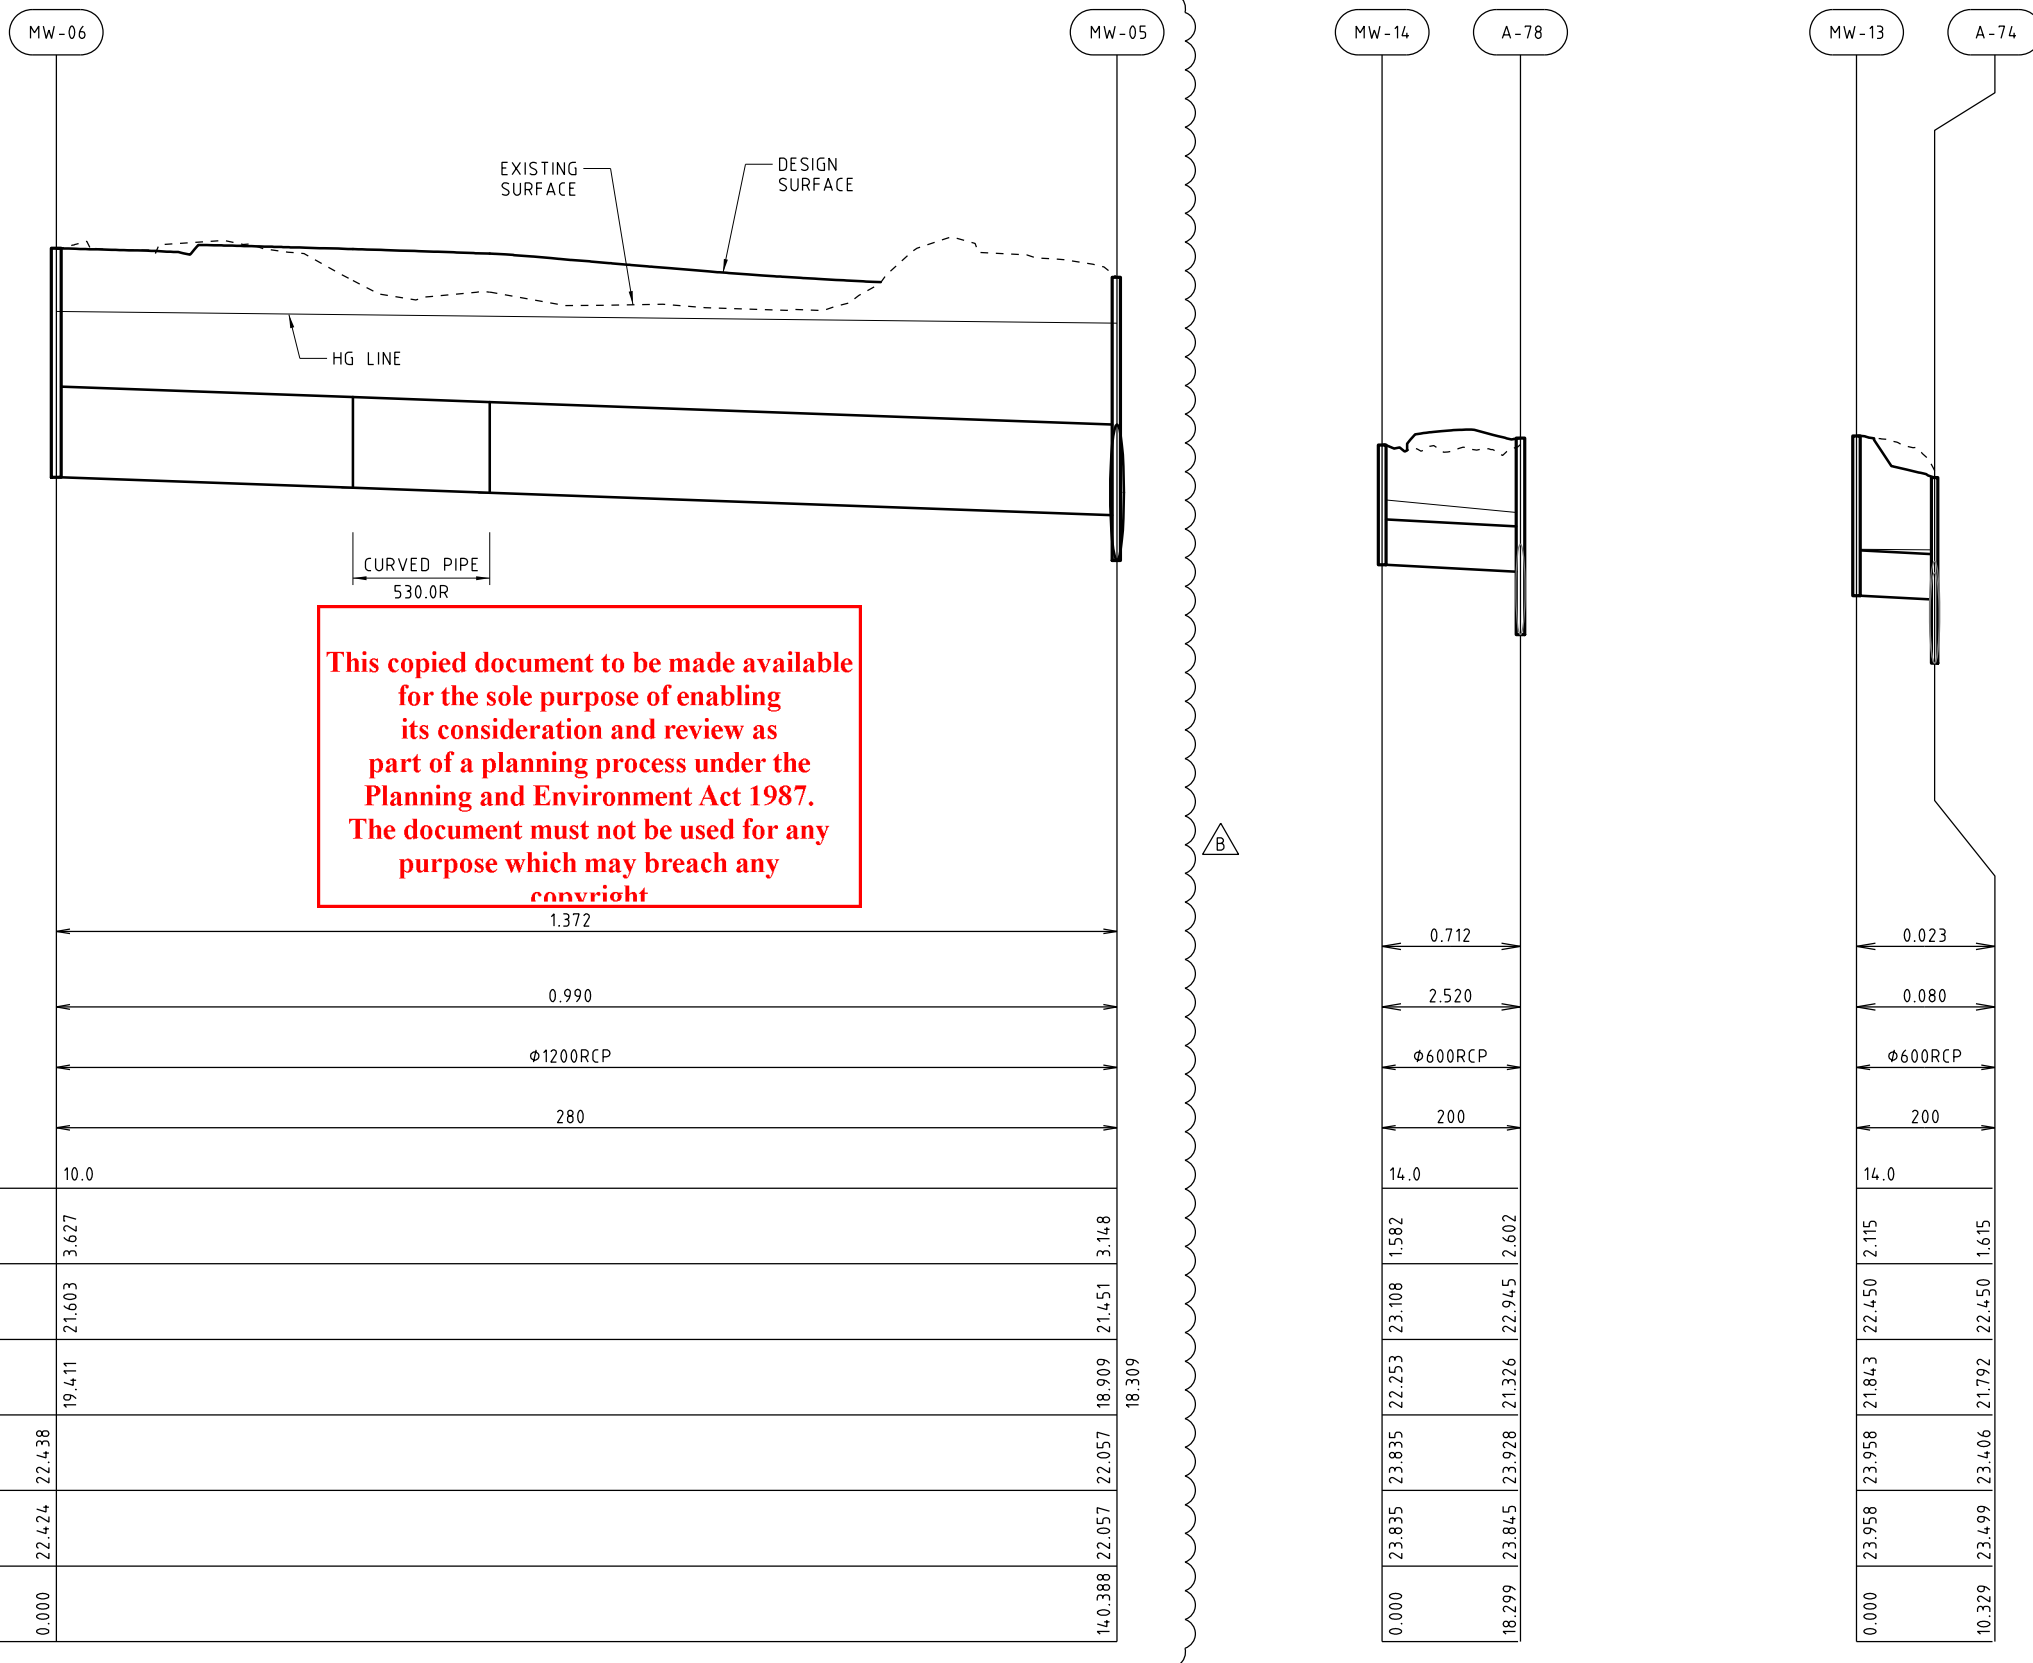 MW-06
MW-05
MW-14
A-78
MW-13
A-74
EXISTING
SURFACE
DESIGN
SURFACE
HG LINE
CURVED PIPE
530.0R
This copied document to be made available
for the sole purpose of enabling
its consideration and review as
part of a planning process under the
Planning and Environment Act 1987.
The document must not be used for any
purpose which may breach any
copyright
B
1.372
0.712
0.023
0.990
2.520
0.080
φ1200RCP
φ600RCP
φ600RCP
280
200
200
10.0
14.0
14.0
3.627
3.148
1.582
2.602
2.115
1.615
21.603
21.451
23.108
22.945
22.450
22.450
19.411
18.909
18.309
22.253
21.326
21.843
21.792
22.438
22.057
23.835
23.928
23.958
23.406
22.424
22.057
23.835
23.845
23.958
23.499
0.000
140.388
0.000
18.299
0.000
10.329